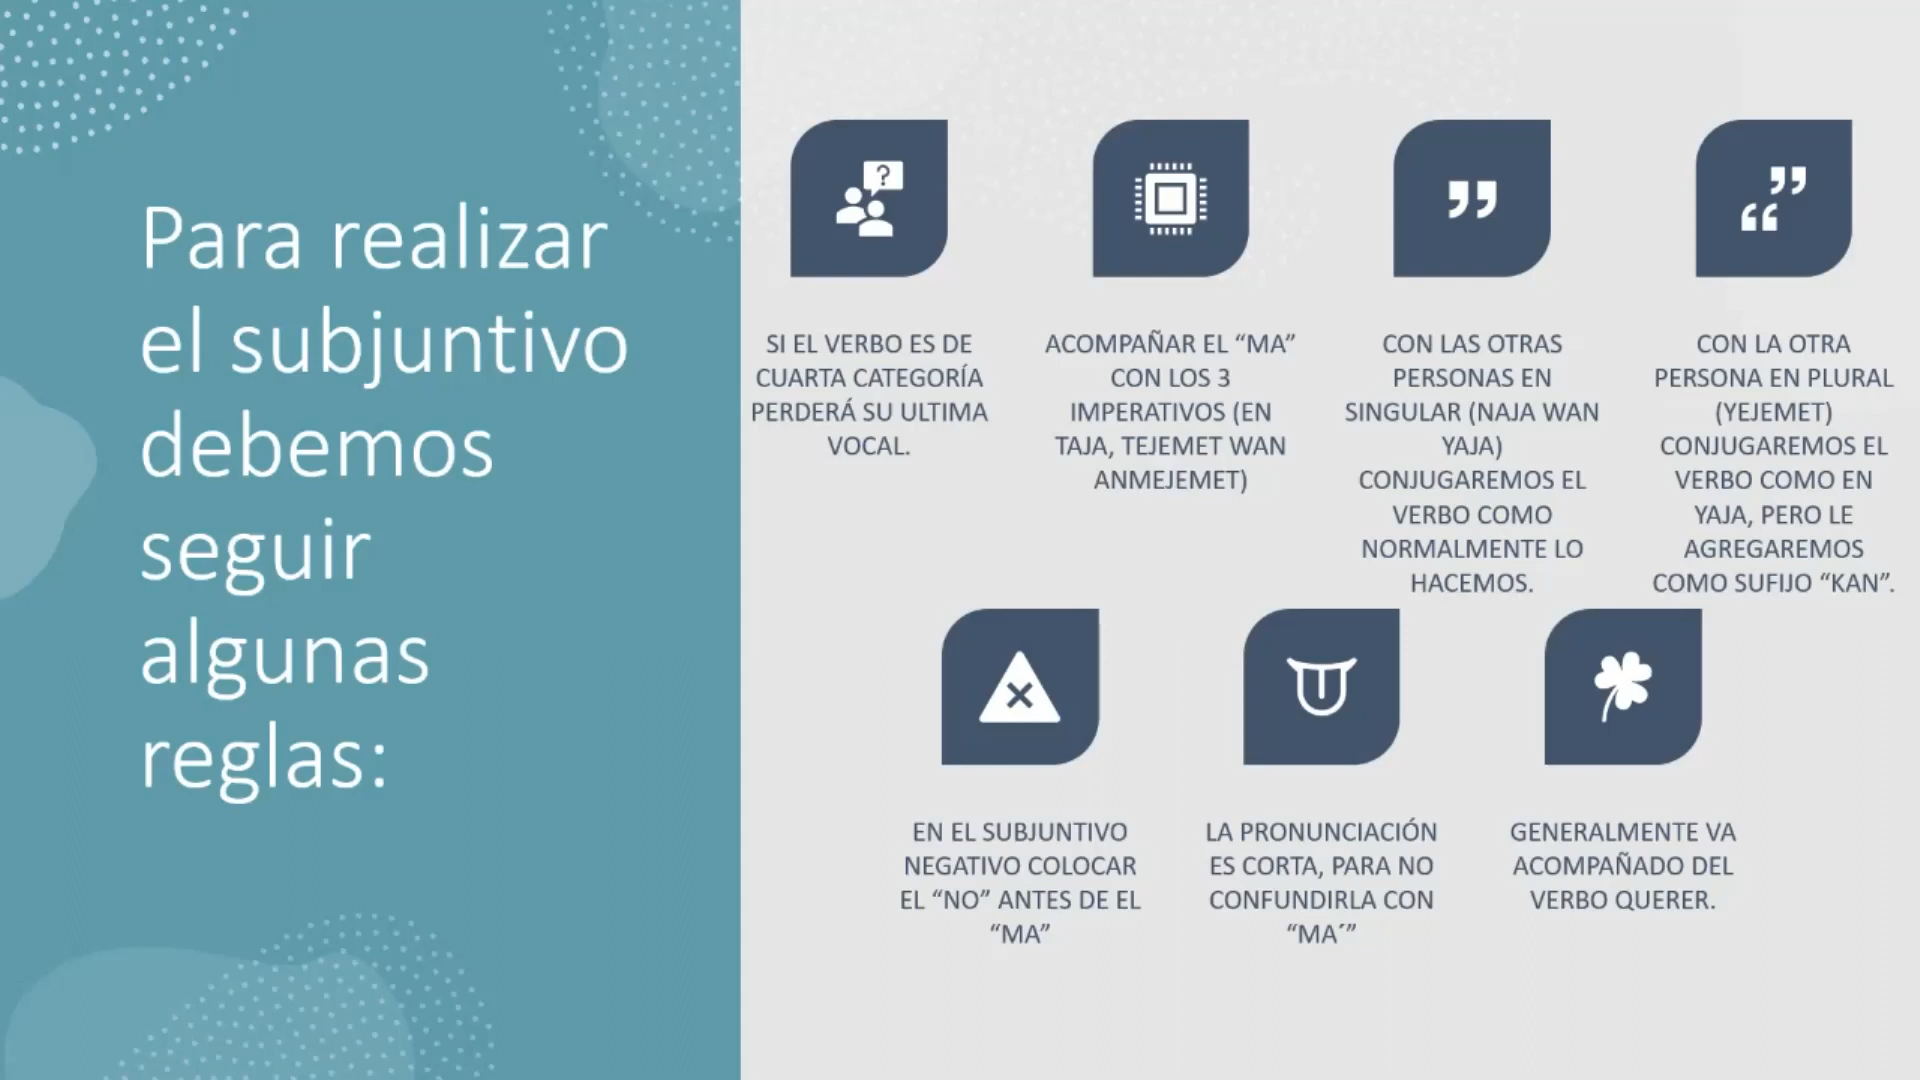 Para realizar
el subjuntivo
debemos
seguir
algunas
reglas:
SI EL VERBO ES DE
CUARTA CATEGORÍA
PERDERÁ SU ULTIMA
VOCAL.
ACOMPAÑAR EL “MA”
CON LOS 3
IMPERATIVOS (EN
TAJA, TEJEMET WAN
ANMEJEMET)
CON LAS OTRAS
PERSONAS EN
SINGULAR (NAJA WAN
YAJA)
CONJUGAREMOS EL
VERBO COMO
NORMALMENTE LO
HACEMOS.
CON LA OTRA
PERSONA EN PLURAL
(YEJEMET)
CONJUGAREMOS EL
VERBO COMO EN
YAJA, PERO LE
AGREGAREMOS
COMO SUFIJO “KAN”.
EN EL SUBJUNTIVO
NEGATIVO COLOCAR
EL “NO” ANTES DE EL
“MA”
LA PRONUNCIACIÓN
ES CORTA, PARA NO
CONFUNDIRLA CON
“MA´”
GENERALMENTE VA
ACOMPAÑADO DEL
VERBO QUERER.